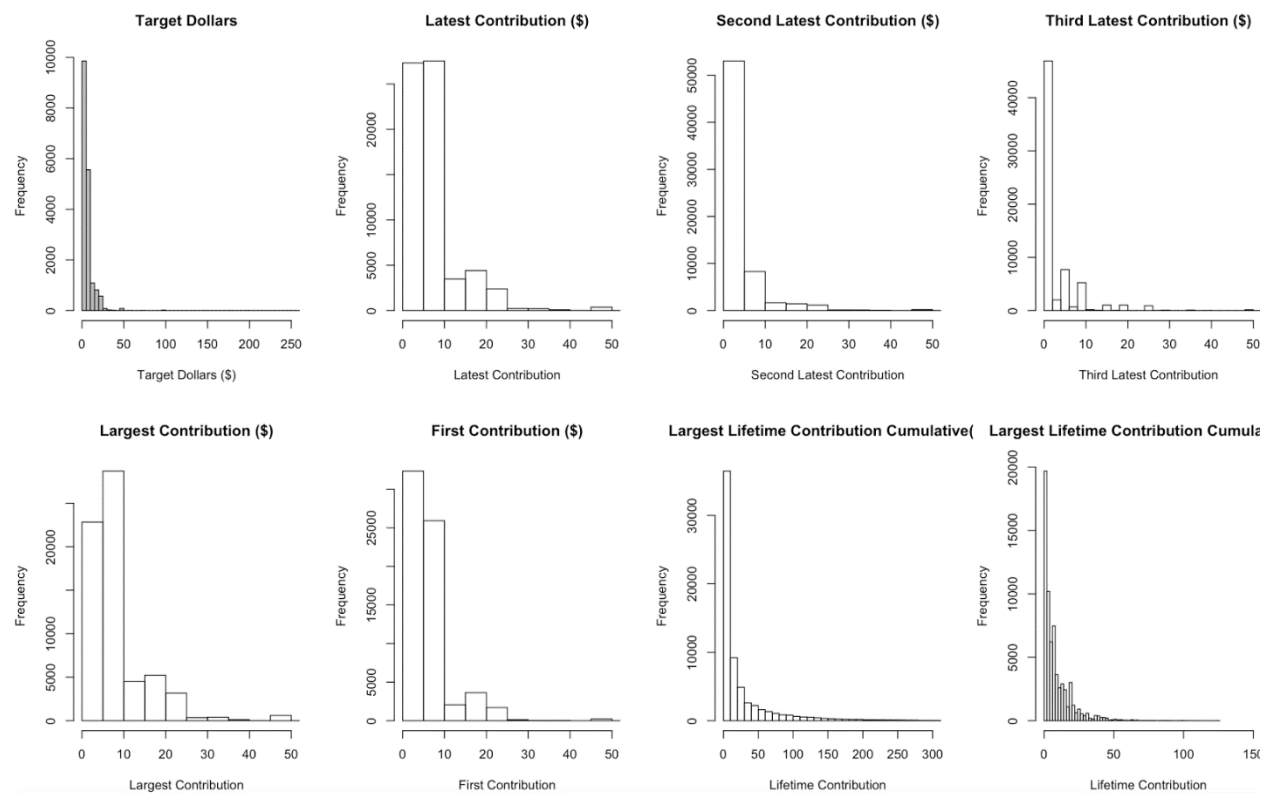 Target Dollars
Frequency
0 2000 4000 6000 8000 10000
0 50 100 150 200 250
Target Dollars ($)
Latest Contribution ($)
Frequency
0 5000 10000 20000
0 10 20 30 40 50
Latest Contribution
Second Latest Contribution ($)
Frequency
0 10000 20000 30000 40000 50000
0 10 20 30 40 50
Second Latest Contribution
Third Latest Contribution ($)
Frequency
0 10000 20000 30000 40000
0 10 20 30 40 50
Third Latest Contribution
Largest Contribution ($)
Frequency
0 5000 10000 20000
0 10 20 30 40 50
Largest Contribution
First Contribution ($)
Frequency
0 5000 15000 25000
0 10 20 30 40 50
First Contribution
Largest Lifetime Contribution Cumulative(
Frequency
0 10000 20000 30000
0 50 100 150 200 250 300
Lifetime Contribution
Largest Lifetime Contribution Cumula
Frequency
0 5000 10000 15000 20000
0 50 100 150
Lifetime Contribution